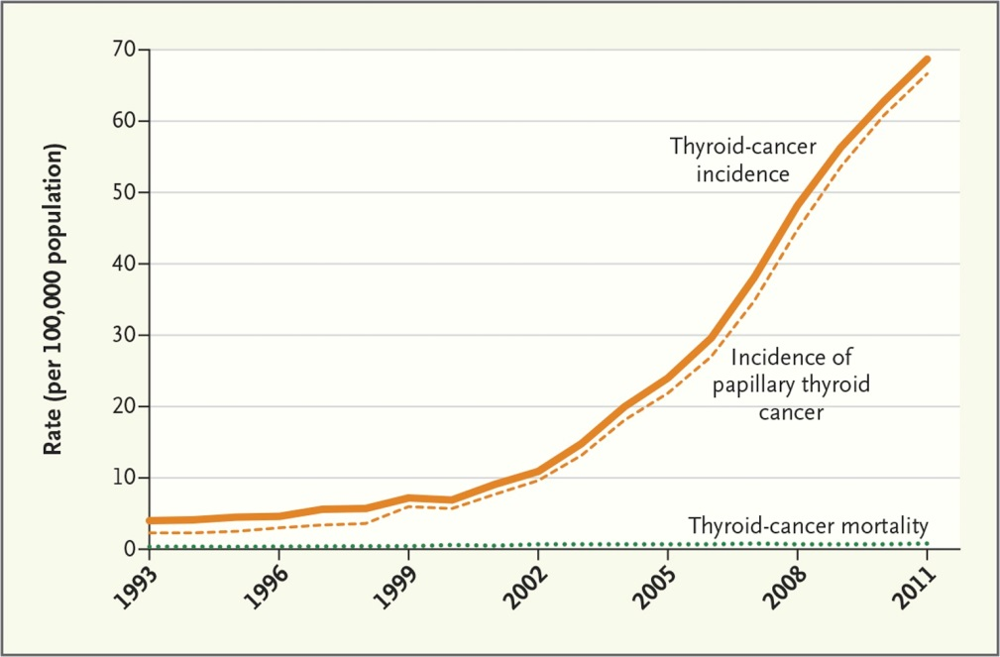 70
60
50
40
30
20
10
0
Rate (per 100,000 population)
Thyroid-cancer
incidence
Incidence of
papillary thyroid
cancer
Thyroid-cancer mortality
1993
1996
1999
2002
2005
2008
2011